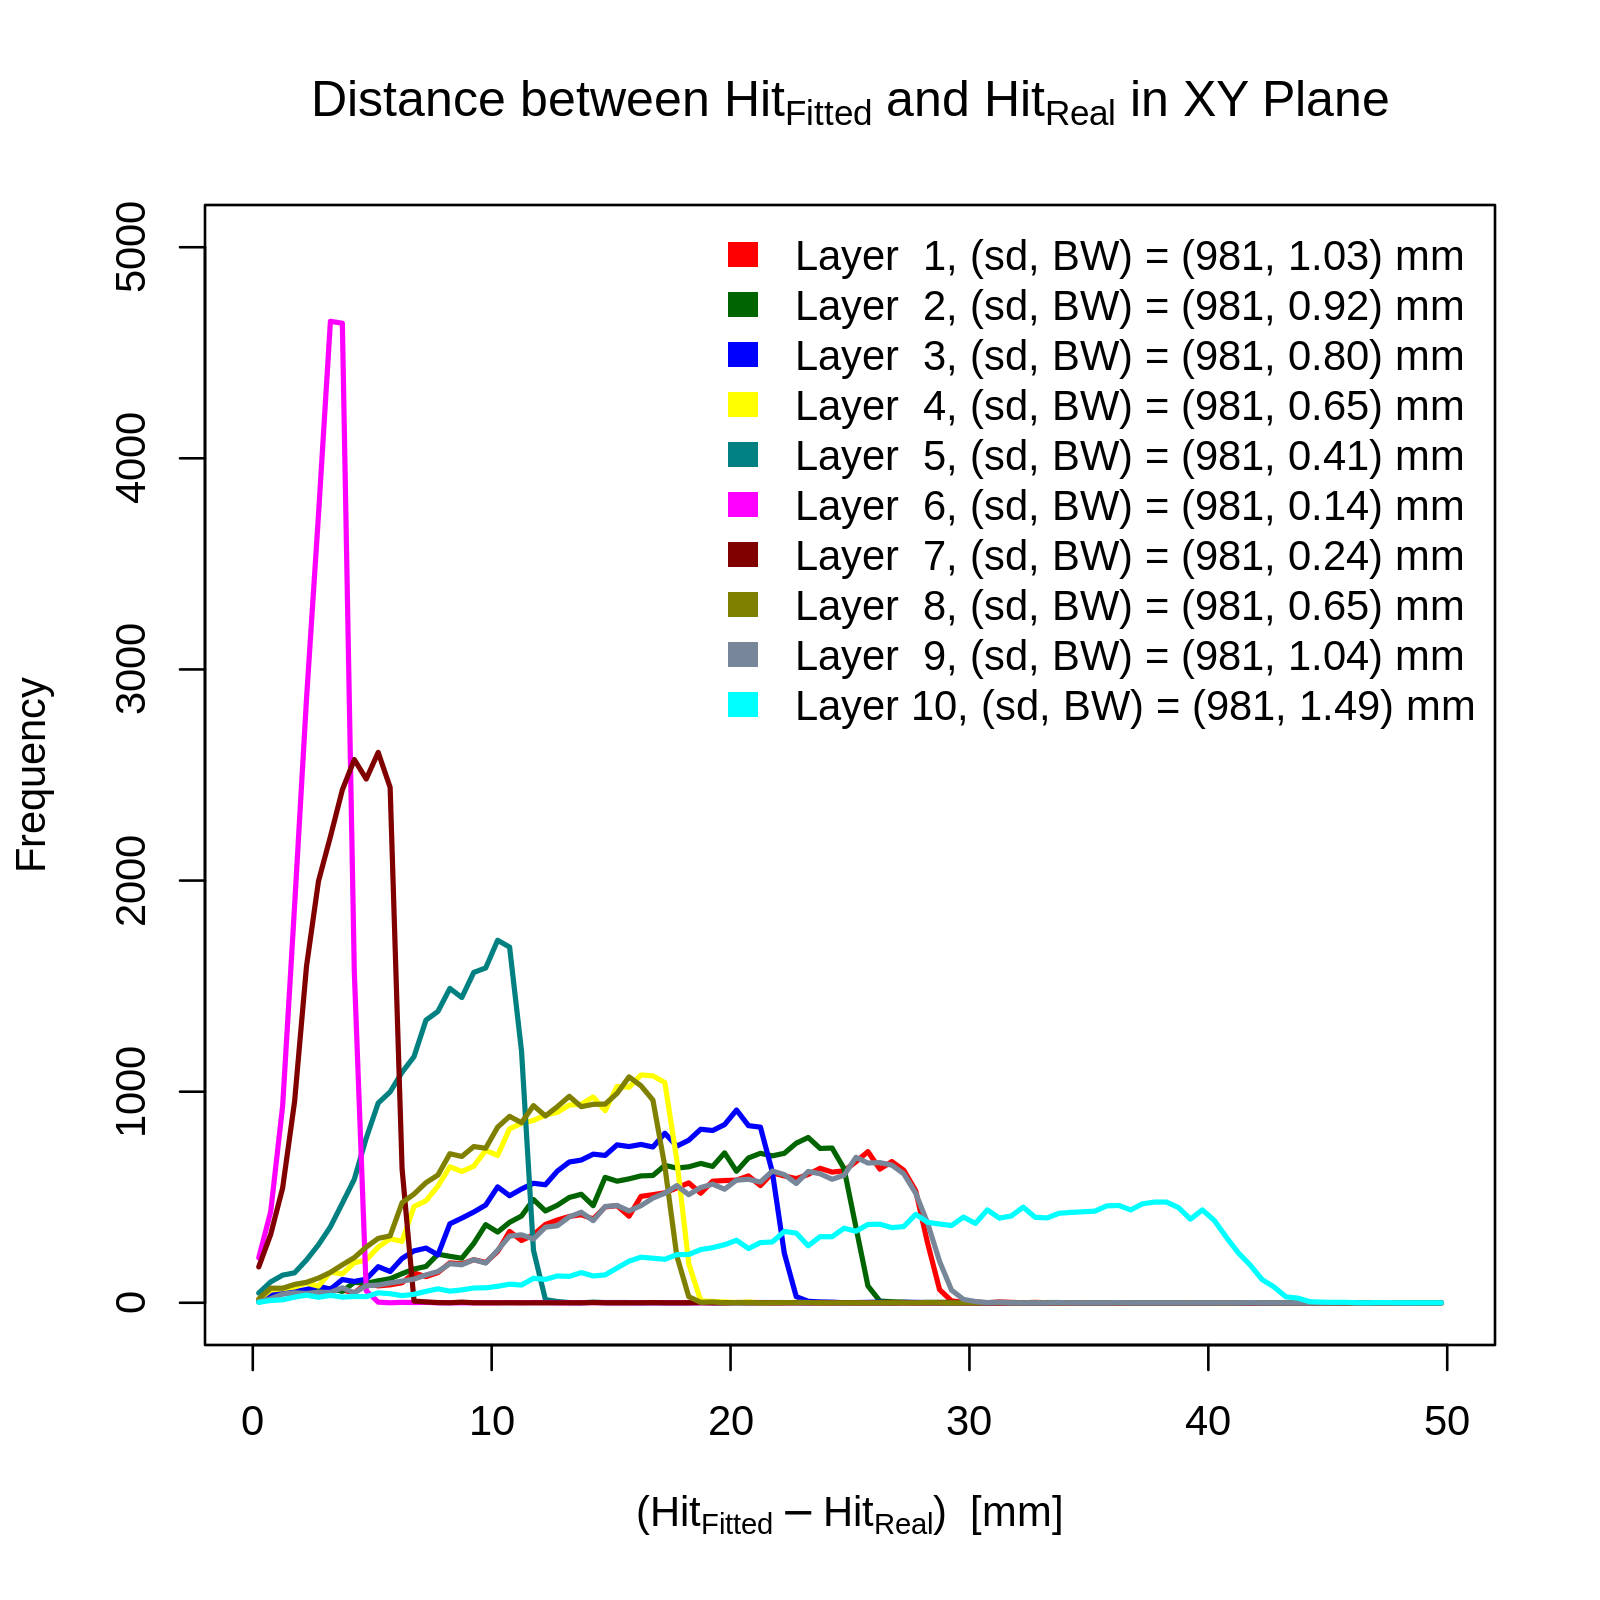 Distance between HitFitted and HitReal in XY Plane
Layer 1, (sd, BW) = (981, 1.03) mm
Layer 2, (sd, BW) = (981, 0.92) mm
Layer 3, (sd, BW) = (981, 0.80) mm
Layer 4, (sd, BW) = (981, 0.65) mm
Layer 5, (sd, BW) = (981, 0.41) mm
Layer 6, (sd, BW) = (981, 0.14) mm
Layer 7, (sd, BW) = (981, 0.24) mm
Layer 8, (sd, BW) = (981, 0.65) mm
Layer 9, (sd, BW) = (981, 1.04) mm
Layer 10, (sd, BW) = (981, 1.49) mm
Frequency
5000
4000
3000
2000
1000
0
0 10 20 30 40 50
(HitFitted – HitReal) [mm]